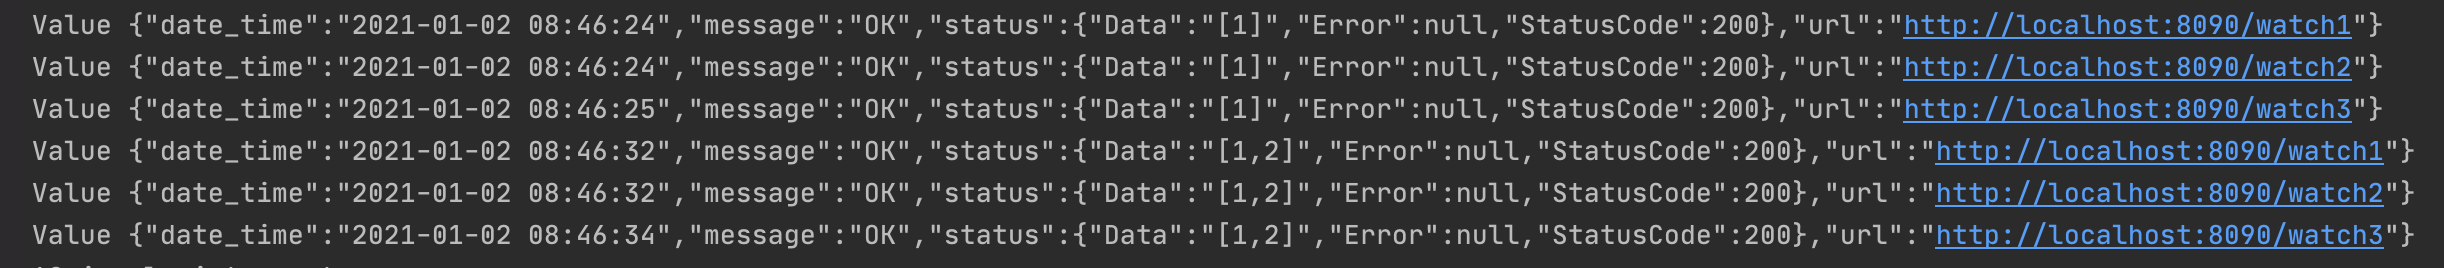 Value {"date_time":"2021-01-02 08:46:24","message":"OK","status":{"Data":"[1]","Error":null,"StatusCode":200},"url":"http://localhost:8090/watch1"}
Value {"date_time":"2021-01-02 08:46:24","message":"OK","status":{"Data":"[1]","Error":null,"StatusCode":200},"url":"http://localhost:8090/watch2"}
Value {"date_time":"2021-01-02 08:46:25","message":"OK","status":{"Data":"[1]","Error":null,"StatusCode":200},"url":"http://localhost:8090/watch3"}
Value {"date_time":"2021-01-02 08:46:32","message":"OK","status":{"Data":"[1,2]","Error":null,"StatusCode":200},"url":"http://localhost:8090/watch1"}
Value {"date_time":"2021-01-02 08:46:32","message":"OK","status":{"Data":"[1,2]","Error":null,"StatusCode":200},"url":"http://localhost:8090/watch2"}
Value {"date_time":"2021-01-02 08:46:34","message":"OK","status":{"Data":"[1,2]","Error":null,"StatusCode":200},"url":"http://localhost:8090/watch3"}